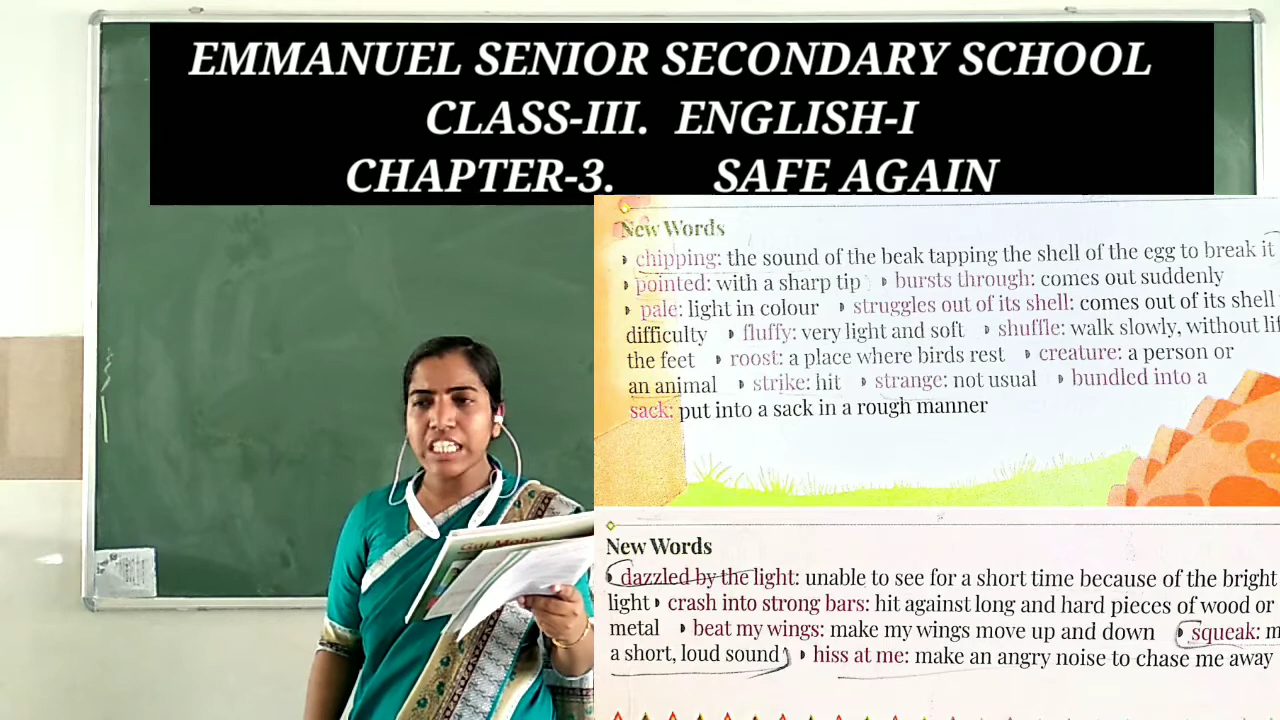 EMMANUEL SENIOR SECONDARY SCHOOL
CLASS-III. ENGLISH-I
CHAPTER-3. SAFE AGAIN
New Words
chipping: the sound of the beak tapping the shell of the egg to break it
pointed: with a sharp tip bursts through: comes out suddenly
pale: light in colour struggles out of its shell: comes out of its shell
difficulty fluffy: very light and soft shuffle: walk slowly, without lif
the feet roost: a place where birds rest creature: a person or
an animal strike: hit strange: not usual bundled into a
sack: put into a sack in a rough manner
New Words
dazzled by the light: unable to see for a short time because of the bright
light crash into strong bars: hit against long and hard pieces of wood or
metal beat my wings: make my wings move up and down squeak: m
a short, loud sound hiss at me: make an angry noise to chase me away
Gul Mohar